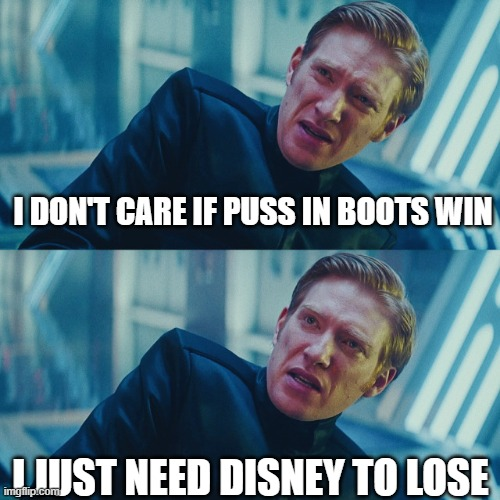 I DON'T CARE IF PUSS IN BOOTS WIN
I JUST NEED DISNEY TO LOSE
imgflip.com